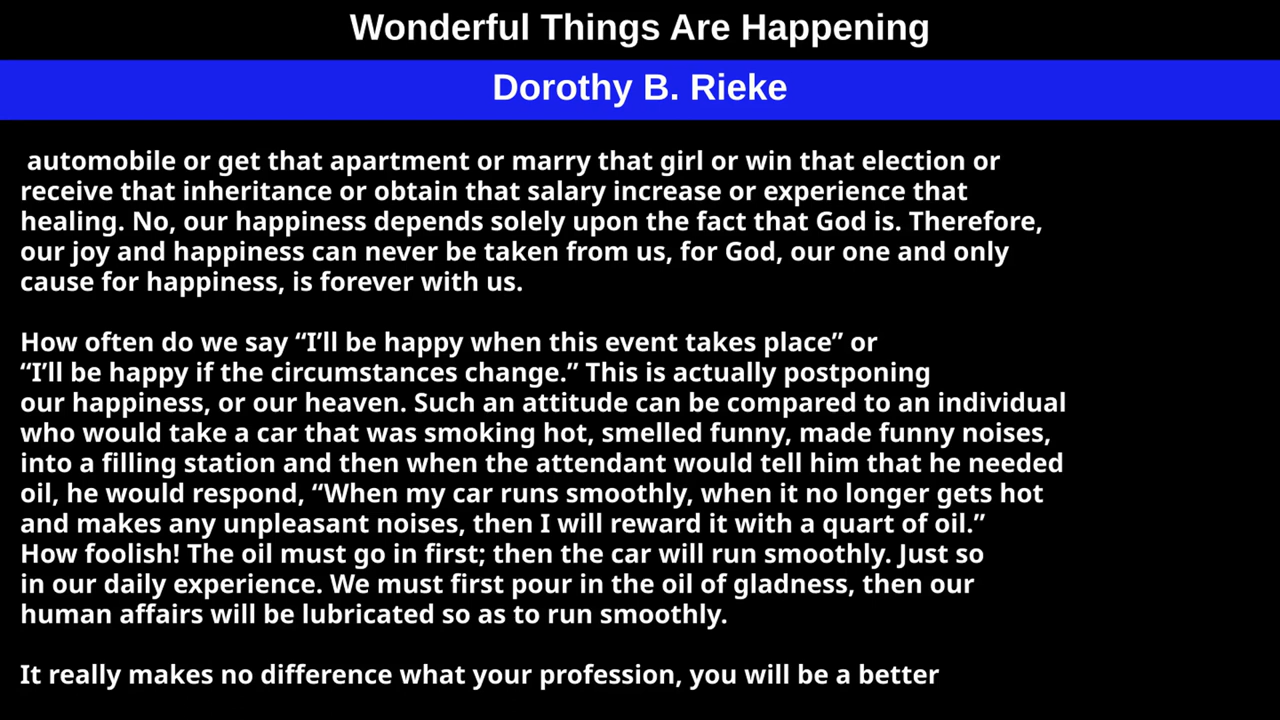 Wonderful Things Are Happening
Dorothy B. Rieke
automobile or get that apartment or marry that girl or win that election or
receive that inheritance or obtain that salary increase or experience that
healing. No, our happiness depends solely upon the fact that God is. Therefore,
our joy and happiness can never be taken from us, for God, our one and only
cause for happiness, is forever with us.
How often do we say “I’ll be happy when this event takes place” or
“I’ll be happy if the circumstances change.” This is actually postponing
our happiness, or our heaven. Such an attitude can be compared to an individual
who would take a car that was smoking hot, smelled funny, made funny noises,
into a filling station and then when the attendant would tell him that he needed
oil, he would respond, “When my car runs smoothly, when it no longer gets hot
and makes any unpleasant noises, then I will reward it with a quart of oil.”
How foolish! The oil must go in first; then the car will run smoothly. Just so
in our daily experience. We must first pour in the oil of gladness, then our
human affairs will be lubricated so as to run smoothly.
It really makes no difference what your profession, you will be a better